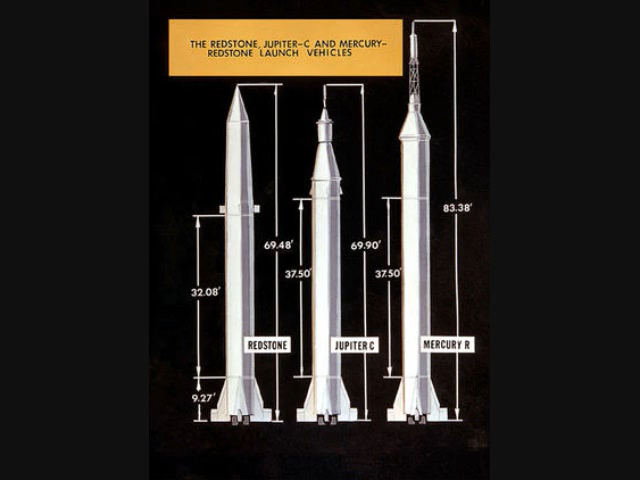 THE REDSTONE, JUPITER-C AND MERCURY-
REDSTONE LAUNCH VEHICLES
83.38'
69.48'
69.90'
37.50'
37.50'
32.08'
REDSTONE
JUPITER C
MERCURY R
9.27'